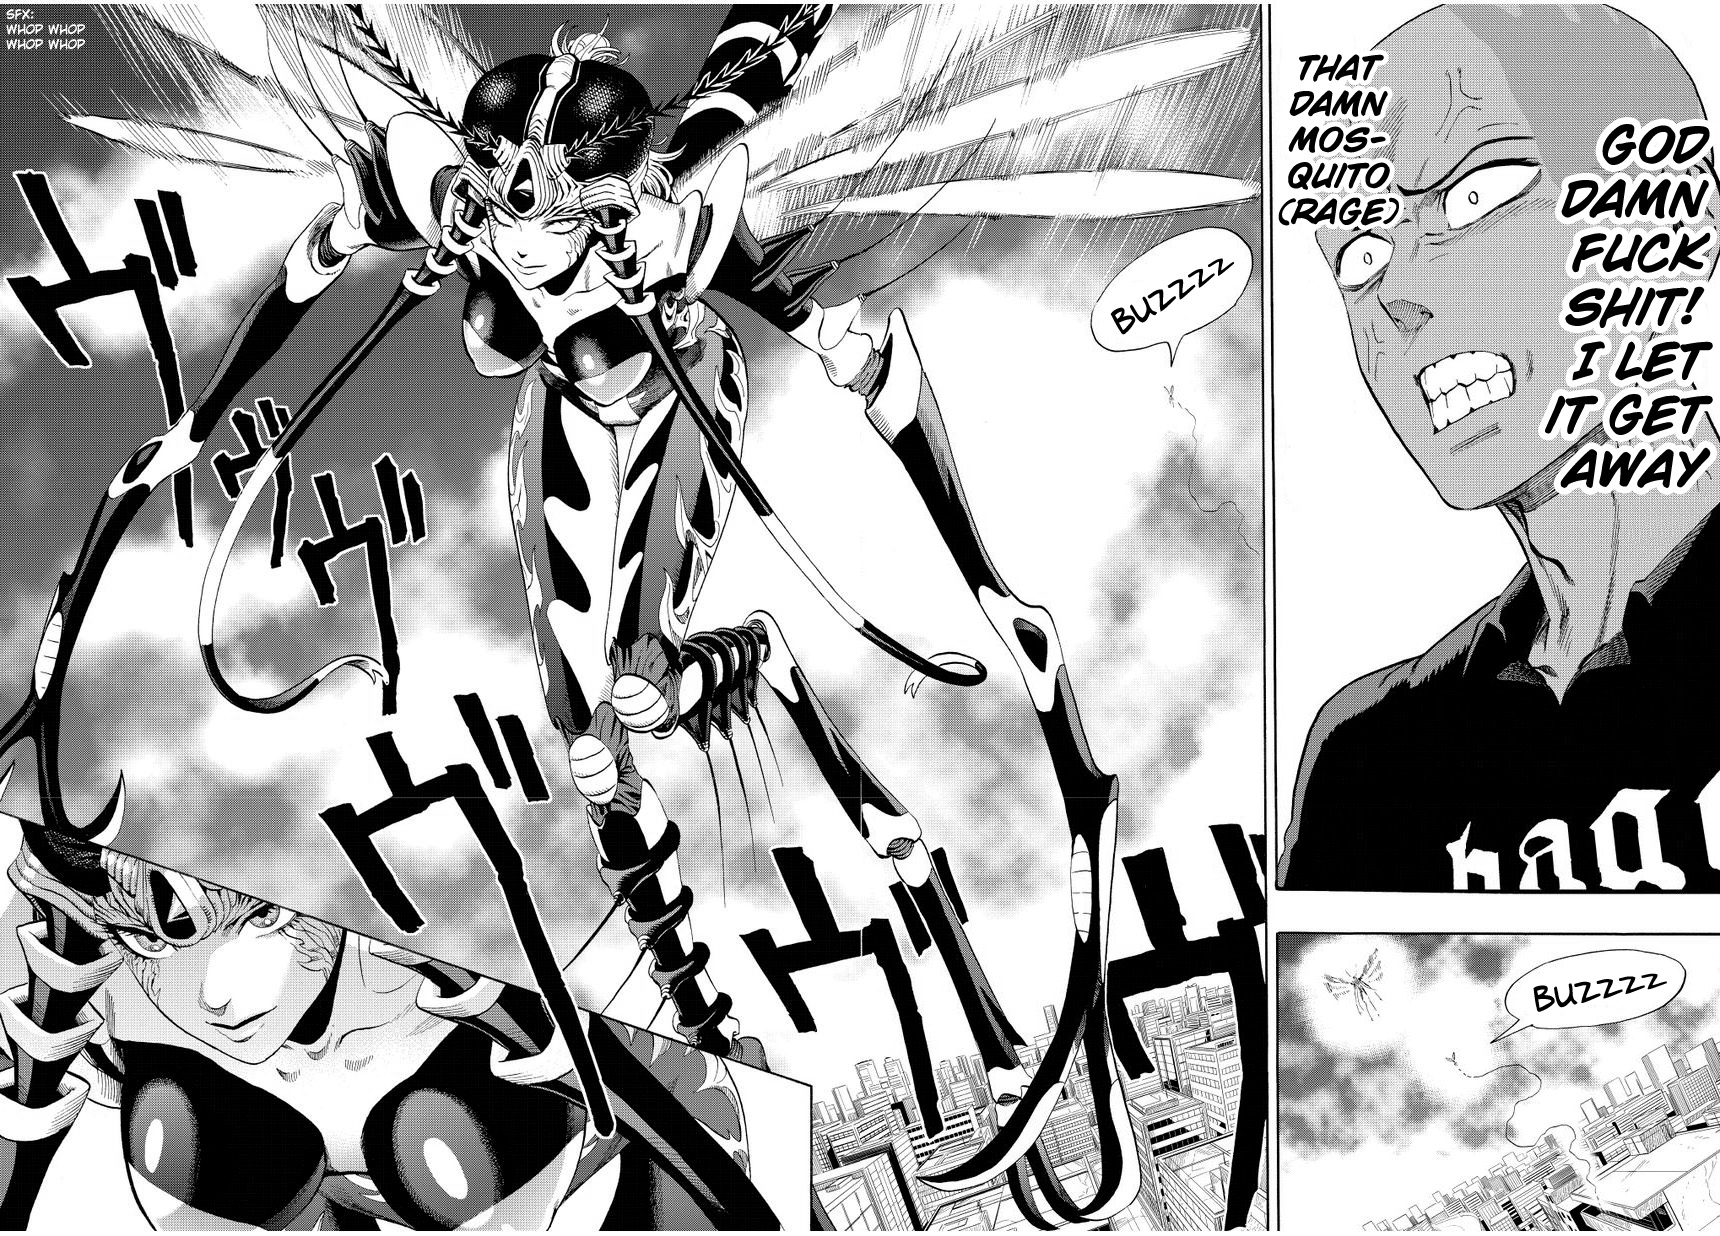 GOD
DAMN
FUCK
SHIT!
I LET
IT GET
AWAY
THAT
DAMN
MOS-
QUITO
(RAGE)
BUZZZZ
BUZZZZ
SFX:
WHOP WHOP
WHOP WHOP
ヴ
ヴ
ヴ
ヴ
ヴ
ヴ